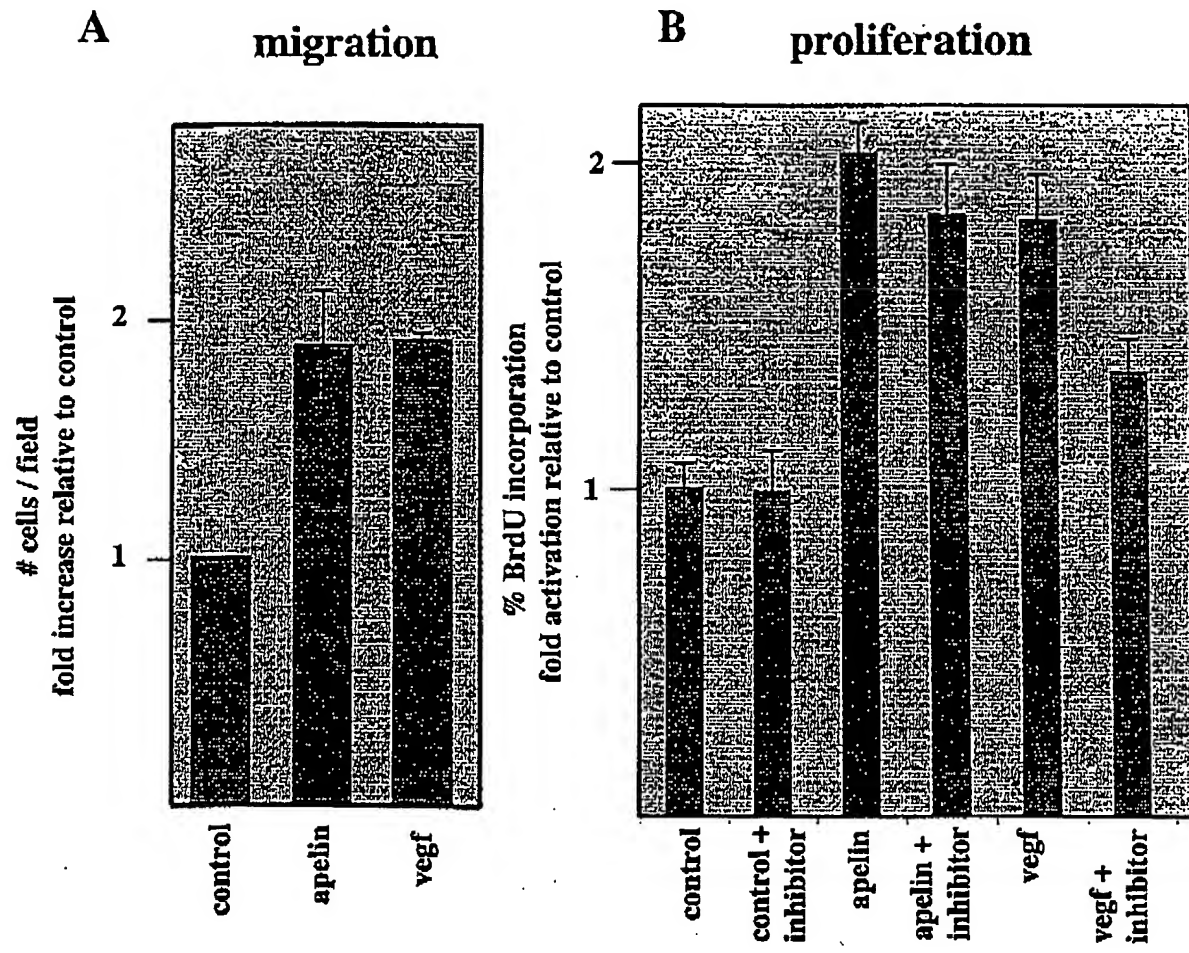 A
migration
# cells / field
fold increase relative to control
2
1
control
apelin
vegf
B
proliferation
% BrdU incorporation
fold activation relative to control
2
1
control
control +
inhibitor
apelin
apelin +
inhibitor
vegf
vegf +
inhibitor